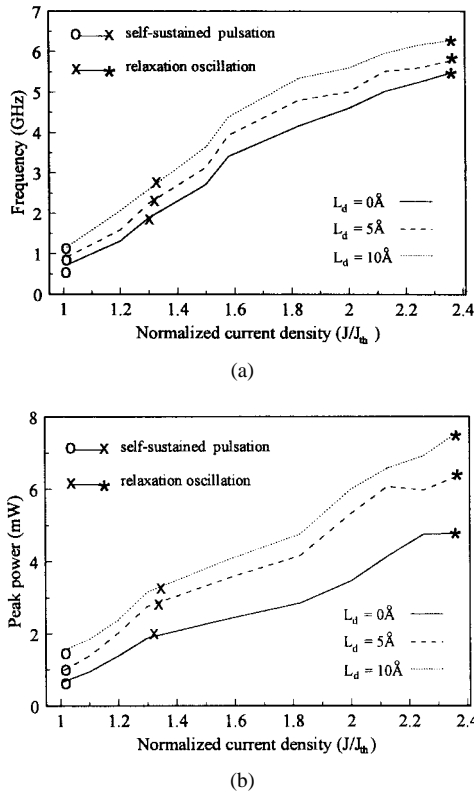 (a)
7
6
5
4
3
2
1
0
Frequency (GHz)
O—X self-sustained pulsation
X—* relaxation oscillation
L_d = 0Å
L_d = 5Å
L_d = 10Å
1 1.2 1.4 1.6 1.8 2 2.2 2.4
Normalized current density (J/J_th)
(a)
8
6
4
2
0
Peak power (mW)
O—X self-sustained pulsation
X—* relaxation oscillation
L_d = 0Å
L_d = 5Å
L_d = 10Å
1 1.2 1.4 1.6 1.8 2 2.2 2.4
Normalized current density (J/J_th)
(b)